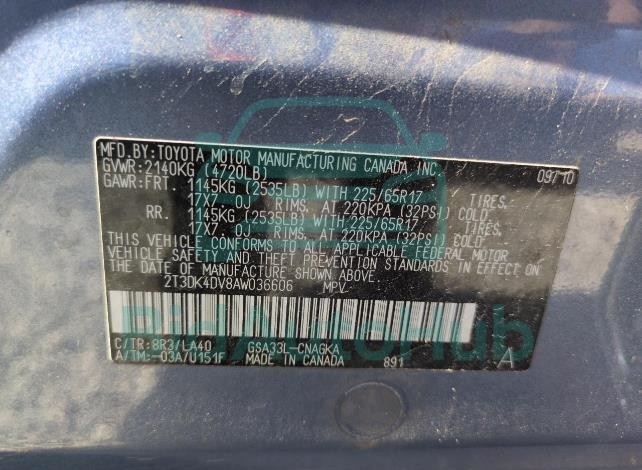 MFD.BY:TOYOTA MOTOR MANUFACTURING CANADA INC.
GVWR:2140KG (4720LB) 09/10
GAWR:FRT. 1145KG (2535LB) WITH 225/65R17 TIRES,
17X7.0J RIMS, AT 220KPA (32PSI) COLD
RR. 1145KG (2535LB) WITH 225/65R17 TIRES,
17X7.0J RIMS, AT 220KPA (32PSI) COLD.
THIS VEHICLE CONFORMS TO ALL APPLICABLE FEDERAL MOTOR
VEHICLE SAFETY AND THEFT PREVENTION STANDARDS IN EFFECT
ON THE DATE OF MANUFACTURE SHOWN ABOVE.
2T3DK4DV8AW036606 MPV
C/TR:8R3/LA40 GSA33L-CNAGKA
A/TM:-03A/U151F MADE IN CANADA 891 A
BidAutoHub